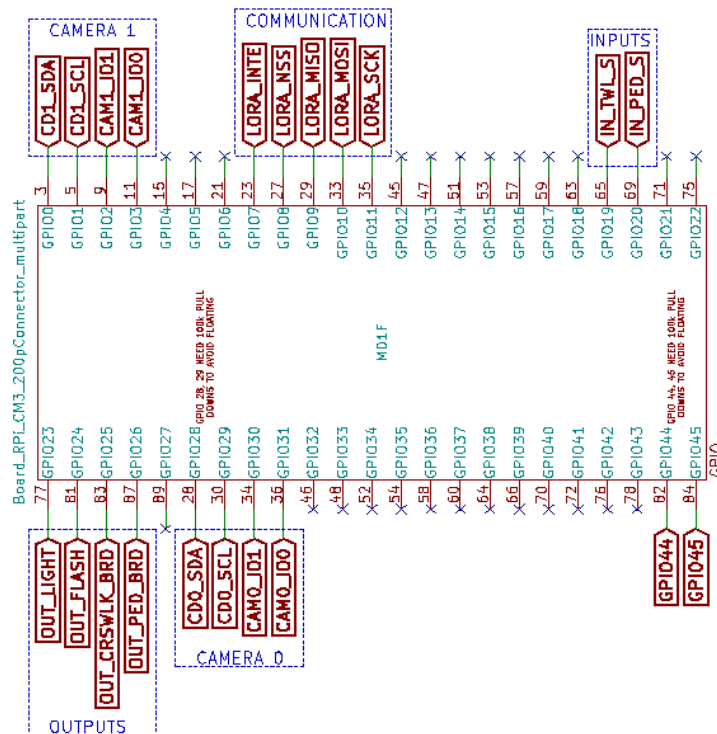 CAMERA 1
COMMUNICATION
INPUTS
CD1_SDA
CD1_SCL
CAM1_IO1
CAM1_IO0
LORA_INTE
LORA_NSS
LORA_MISO
LORA_MOSI
LORA_SCK
IN_TWL_S
IN_PED_S
3
5
9
11
15
17
21
23
27
29
33
35
45
47
51
53
57
59
63
65
69
71
75
GPIO0
GPIO1
GPIO2
GPIO3
GPIO4
GPIO5
GPIO6
GPIO7
GPIO8
GPIO9
GPIO10
GPIO11
GPIO12
GPIO13
GPIO14
GPIO15
GPIO16
GPIO17
GPIO18
GPIO19
GPIO20
GPIO21
GPIO22
Board_RPi_CM3_200pConnector_multipart
GPIO 28, 29 NEED 100k PULL
DOWNS TO AVOID FLOATING
MD1F
GPIO 44, 45 NEED 100k PULL
DOWNS TO AVOID FLOATING
GPIO23
GPIO24
GPIO25
GPIO26
GPIO27
GPIO28
GPIO29
GPIO30
GPIO31
GPIO32
GPIO33
GPIO34
GPIO35
GPIO36
GPIO37
GPIO38
GPIO39
GPIO40
GPIO41
GPIO42
GPIO43
GPIO44
GPIO45
GPIO
77
81
83
87
89
28
30
34
36
46
48
52
54
58
60
64
66
70
72
76
78
82
84
OUT_LIGHT
OUT_FLASH
OUT_CRSWLK_BRD
OUT_PED_BRD
CD0_SDA
CD0_SCL
CAM0_IO1
CAM0_IO0
GPIO44
GPIO45
CAMERA 0
OUTPUTS